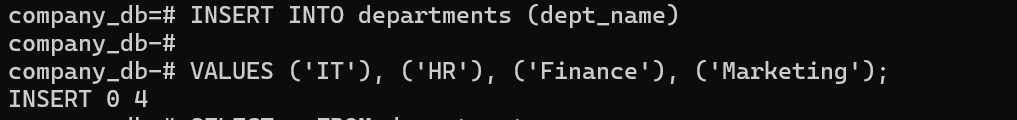 company_db=# INSERT INTO departments (dept_name)
company_db-#
company_db-# VALUES ('IT'), ('HR'), ('Finance'), ('Marketing');
INSERT 0 4